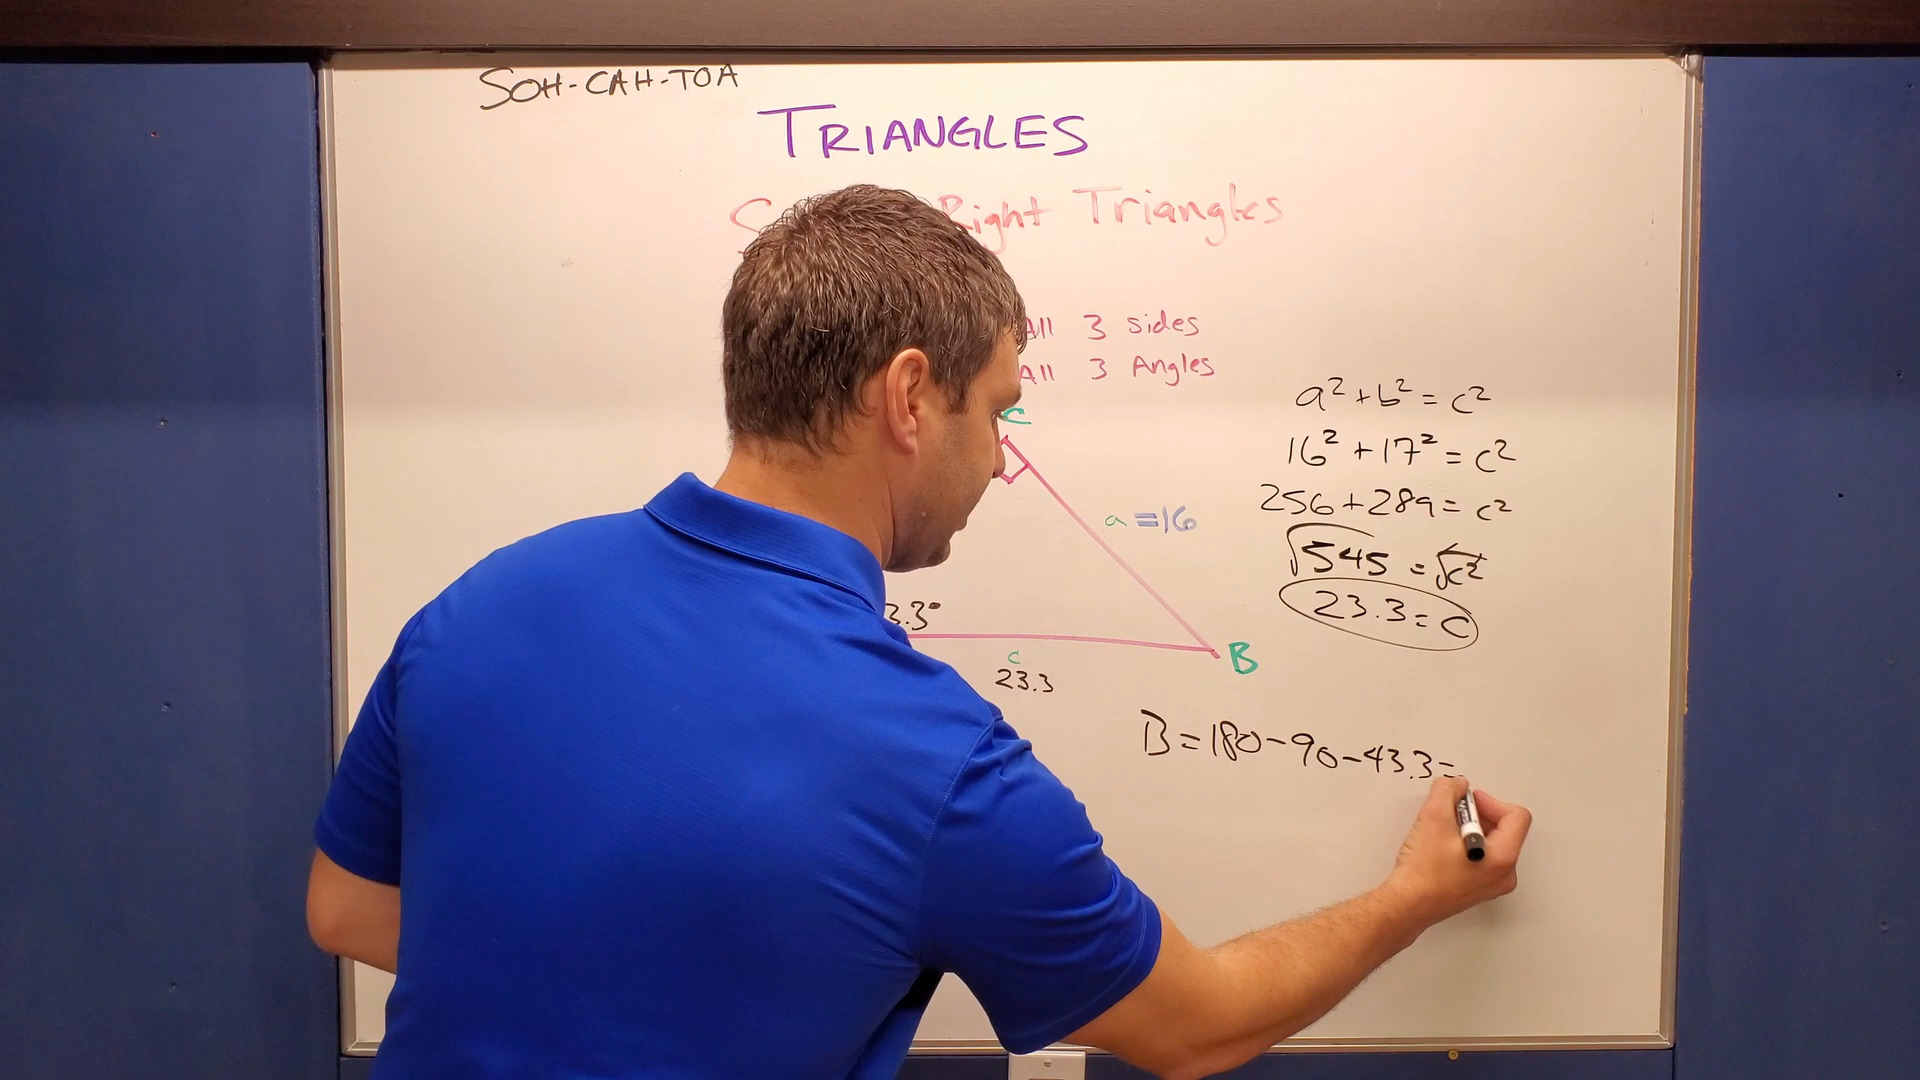 SOH-CAH-TOA
TRIANGLES
Right Triangles
All 3 sides
All 3 Angles
C
a = 16
3.3°
c
23.3
B
a² + b² = c²
16² + 17² = c²
256 + 289 = c²
√545 = √c²
23.3 = c
B = 180 - 90 - 43.3 =